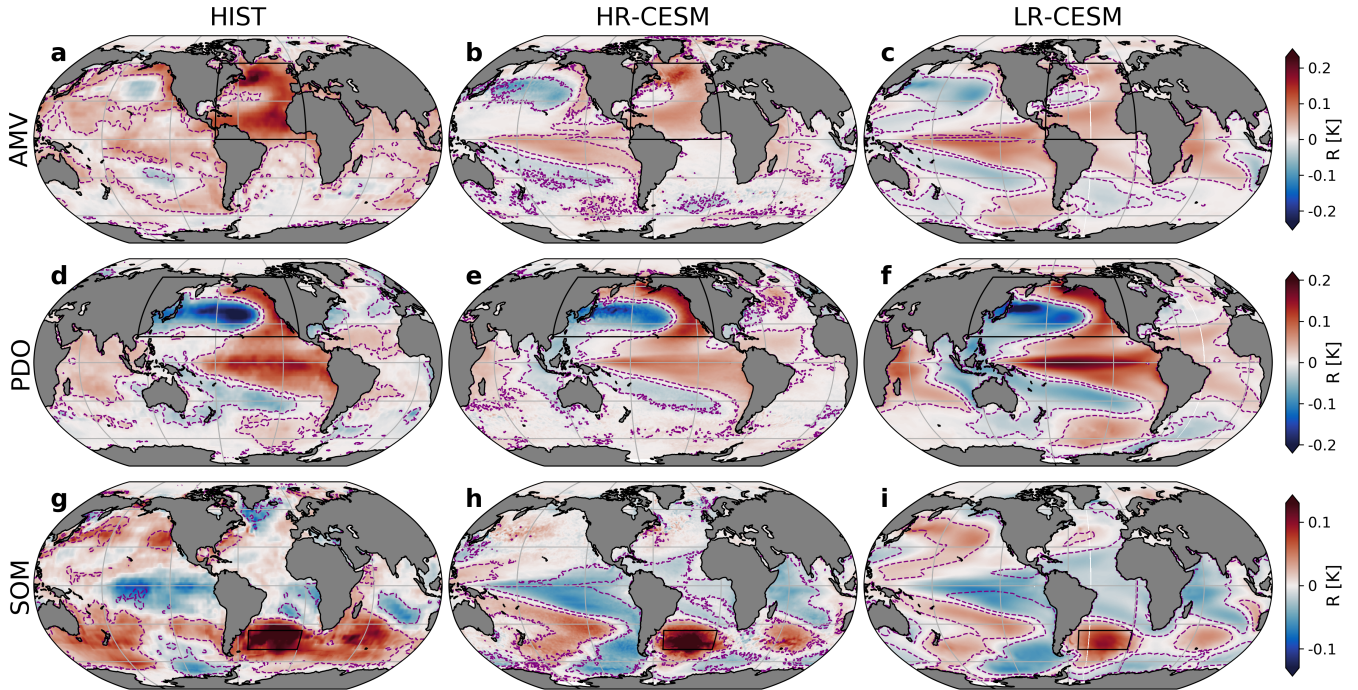 HIST HR-CESM LR-CESM
AMV
a b c
0.2
0.1
0
-0.1
-0.2
R [K]
PDO
d e f
0.2
0.1
0
-0.1
-0.2
R [K]
SOM
g h i
0.1
0
-0.1
R [K]